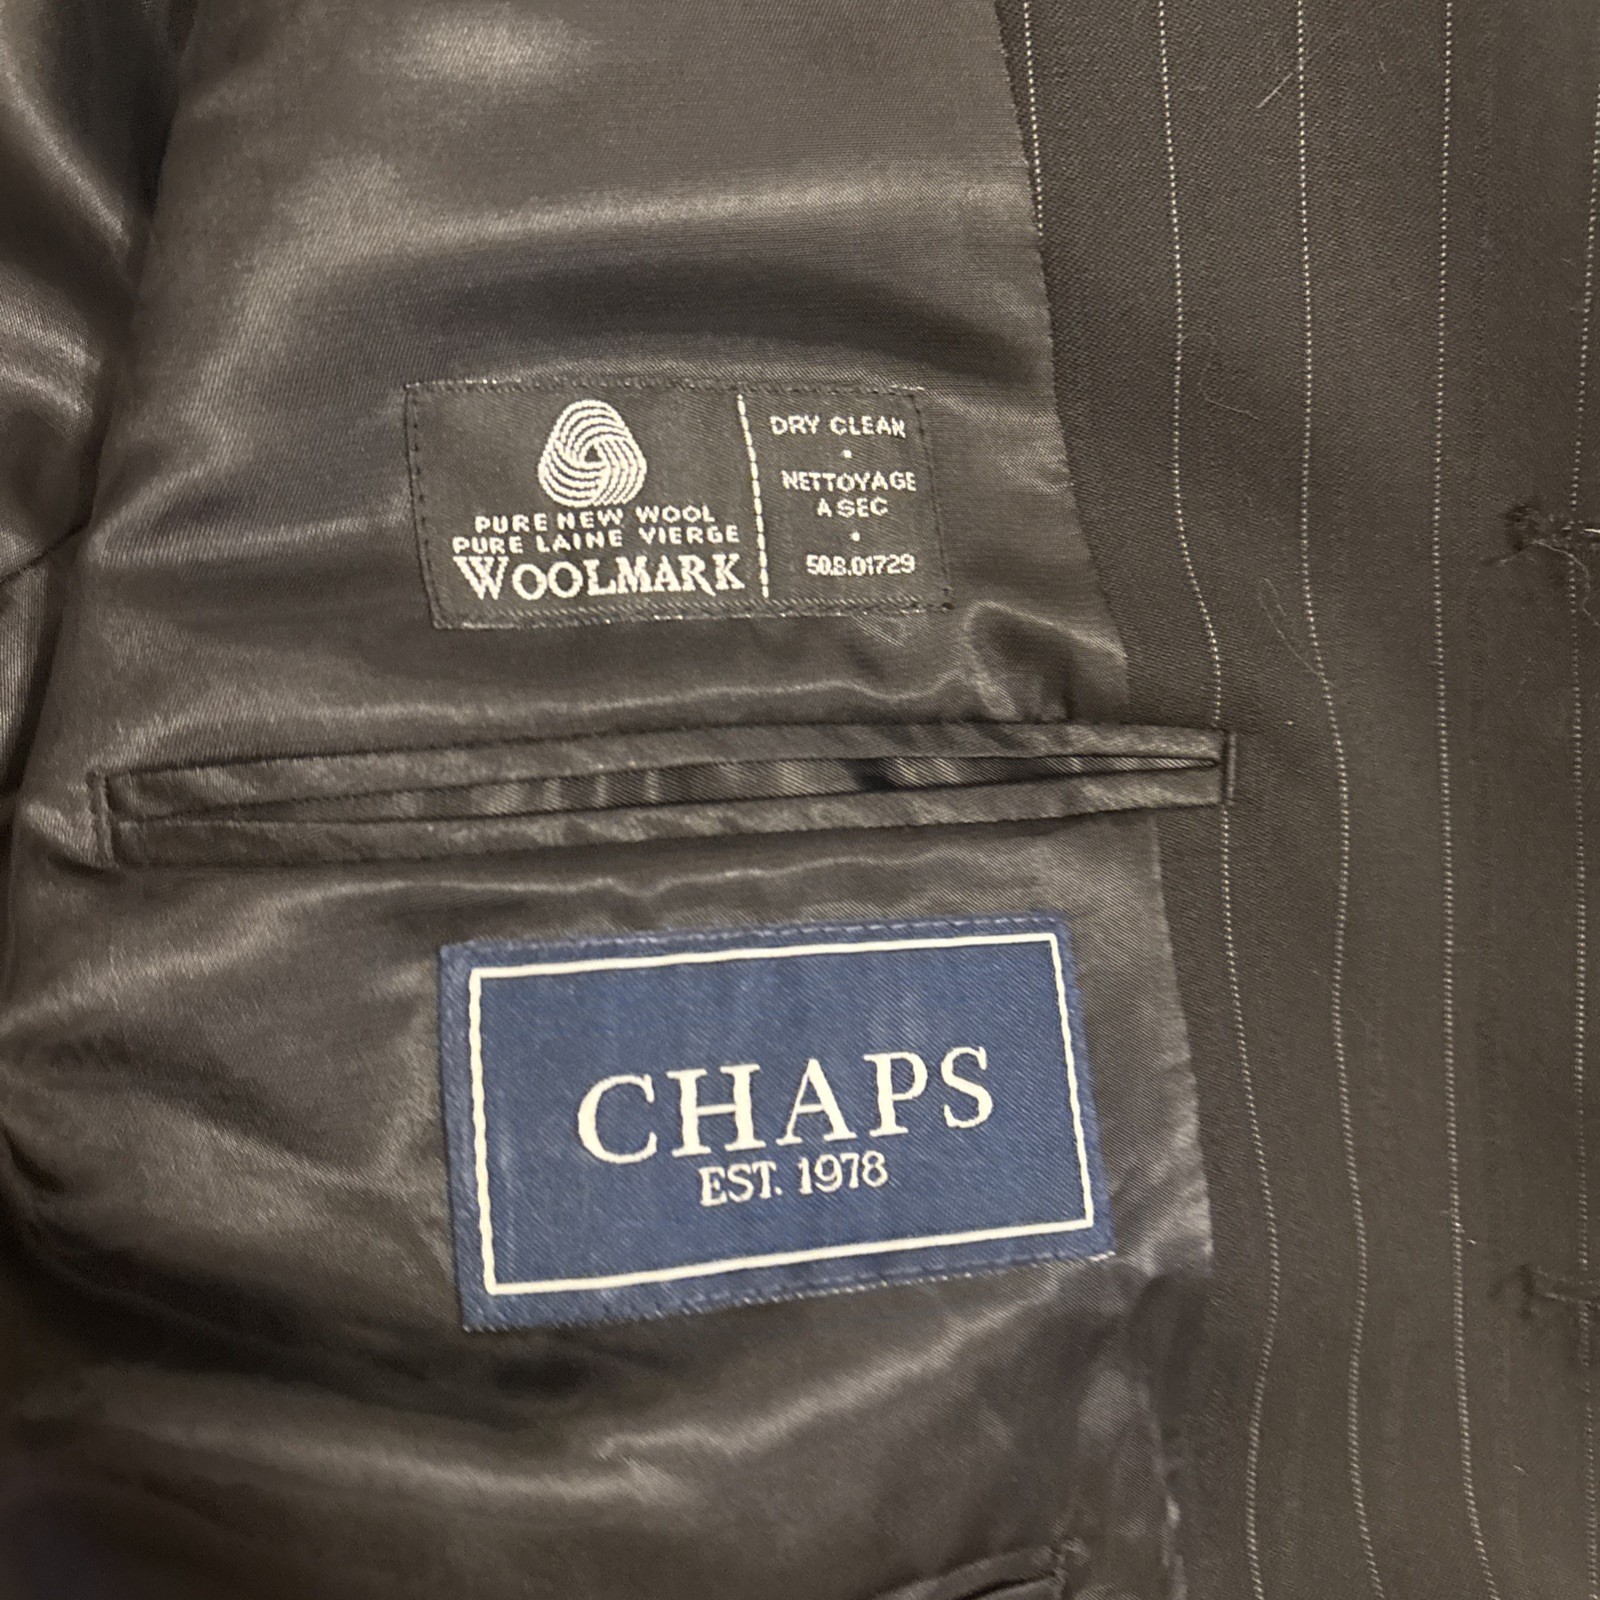 PURE NEW WOOL
PURE LAINE VIERGE
WOOLMARK
DRY CLEAN
•
NETTOYAGE
A SEC
•
50.8.01729
CHAPS
EST. 1978